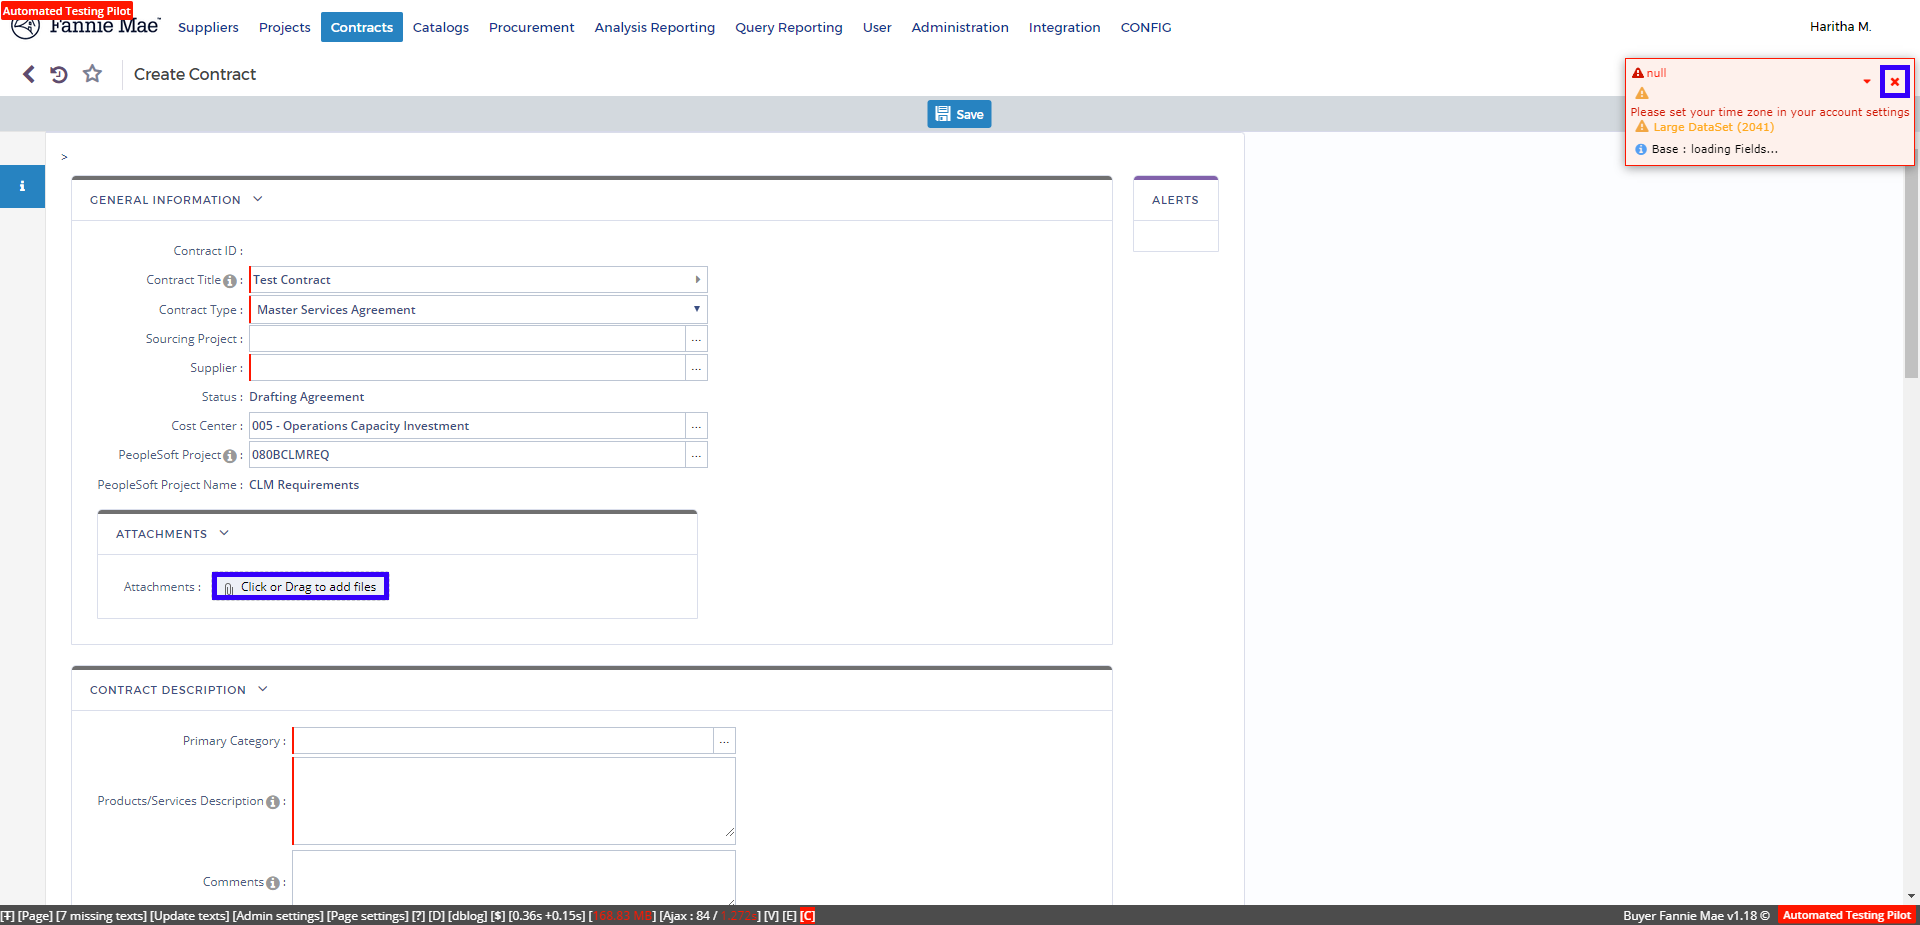 Automated Testing Pilot
Fannie Mae
Suppliers Projects Contracts Catalogs Procurement Analysis Reporting Query Reporting User Administration Integration CONFIG
Haritha M.
Create Contract
null
Please set your time zone in your account settings
Large DataSet (2041)
Base : loading Fields...
Save
>
GENERAL INFORMATION
ALERTS
Contract ID :
Contract Title : Test Contract
Contract Type : Master Services Agreement
Sourcing Project : ...
Supplier : ...
Status : Drafting Agreement
Cost Center : 005 - Operations Capacity Investment ...
PeopleSoft Project : 080BCLMREQ ...
PeopleSoft Project Name : CLM Requirements
ATTACHMENTS
Attachments : Click or Drag to add files
CONTRACT DESCRIPTION
Primary Category : ...
Products/Services Description :
Comments :
[T] [Page] [7 missing texts] [Update texts] [Admin settings] [Page settings] [?] [D] [dblog] [$] [0.36s +0.15s] [168.83 MB] [Ajax : 84 / 1.272s] [V] [E] [C]
Buyer Fannie Mae v1.18 © Automated Testing Pilot